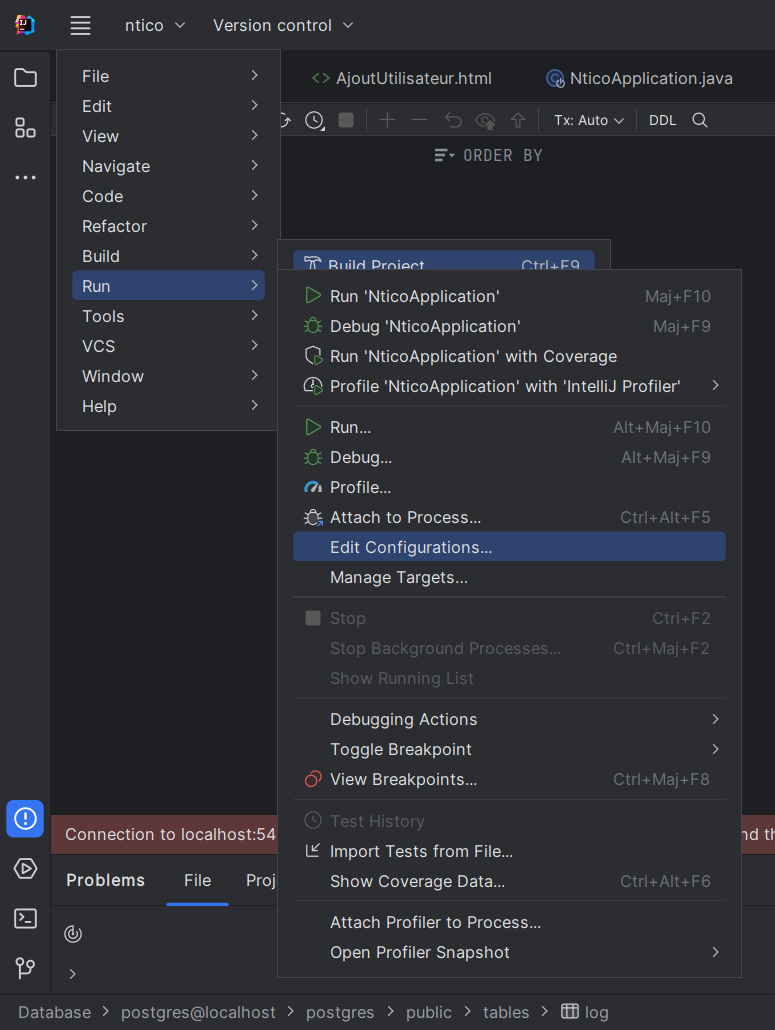 ntico Version control
File
Edit
View
Navigate
Code
Refactor
Build
Run
Tools
VCS
Window
Help
<> AjoutUtilisateur.html NticoApplication.java
Tx: Auto DDL
ORDER BY
Build Project Ctrl+F9
Run 'NticoApplication' Maj+F10
Debug 'NticoApplication' Maj+F9
Run 'NticoApplication' with Coverage
Profile 'NticoApplication' with 'IntelliJ Profiler'
Run... Alt+Maj+F10
Debug... Alt+Maj+F9
Profile...
Attach to Process... Ctrl+Alt+F5
Edit Configurations...
Manage Targets...
Stop Ctrl+F2
Stop Background Processes... Ctrl+Maj+F2
Show Running List
Debugging Actions
Toggle Breakpoint
View Breakpoints... Ctrl+Maj+F8
Test History
Import Tests from File...
Show Coverage Data... Ctrl+Alt+F6
Attach Profiler to Process...
Open Profiler Snapshot
Connection to localhost:54
Problems File
Database > postgres@localhost > postgres > public > tables > log